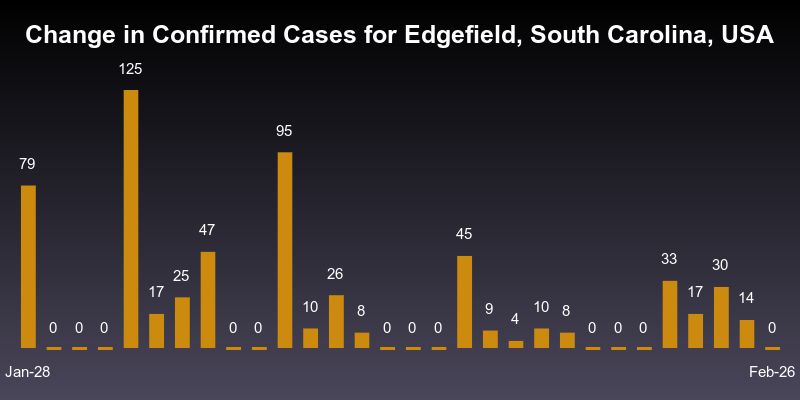 Change in Confirmed Cases for Edgefield, South Carolina, USA
79 0 0 0 125 17 25 47 0 0 95 10 26 8 0 0 0 45 9 4 10 8 0 0 0 33 17 30 14 0
Jan-28 Feb-26